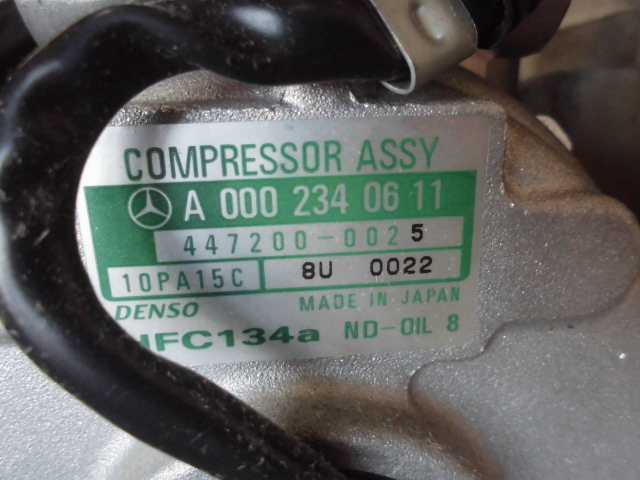 COMPRESSOR ASSY
A 000 234 06 11
447200-0025
10PA15C 8U 0022
DENSO MADE IN JAPAN
HFC134a ND-OIL 8